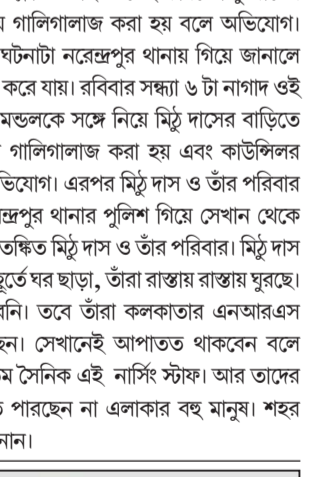 গালিগালাজ করা হয় বলে অভিযোগ।
ঘটনাটা নরেন্দ্রপুর থানায় গিয়ে জানালে
করে যায়। রবিবার সন্ধ্যা ৬ টা নাগাদ ওই
মন্ডলকে সঙ্গে নিয়ে মিঠু দাসের বাড়িতে
গালিগালাজ করা হয় এবং কাউন্সিলর
ভিযোগ। এরপর মিঠু দাস ও তাঁর পরিবার
ন্দ্রপুর থানার পুলিশ গিয়ে সেখান থেকে
তঙ্কিত মিঠু দাস ও তাঁর পরিবার। মিঠু দাস
হূর্তে ঘর ছাড়া, তাঁরা রাস্তায় রাস্তায় ঘুরছে।
বনি। তবে তাঁরা কলকাতার এনআরএস
ছেন। সেখানেই আপাতত থাকবেন বলে
ম সৈনিক এই নার্সিং স্টাফ। আর তাদের
পারছেন না এলাকার বহু মানুষ। শহর
নান।